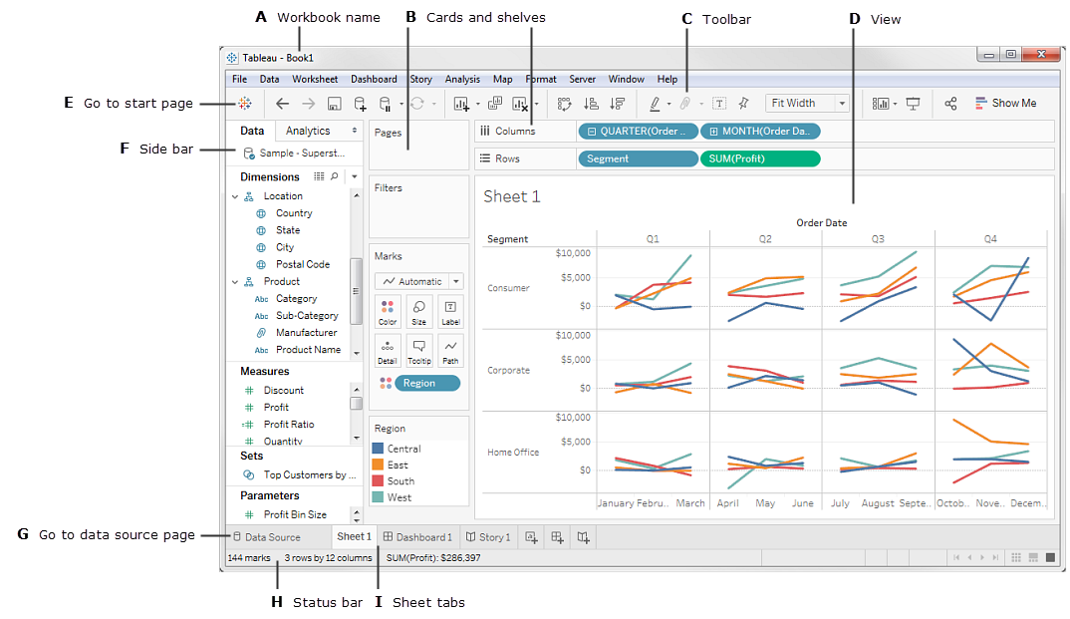 A Workbook name
B Cards and shelves
C Toolbar
D View
Tableau - Book1
File Data Worksheet Dashboard Story Analysis Map Format Server Window Help
E Go to start page
Fit Width
Show Me
Data Analytics
Pages
Columns
QUARTER(Order ..
MONTH(Order Da..
F Side bar
Sample - Superst...
Rows
Segment
SUM(Profit)
Dimensions
Location
Country
State
City
Postal Code
Product
Abc Category
Abc Sub-Category
Manufacturer
Abc Product Name
Measures
Discount
Profit
Profit Ratio
Quantity
Sets
Top Customers by ...
Parameters
Profit Bin Size
Filters
Marks
Automatic
Color Size Label
Detail Tooltip Path
Region
Region
Central
East
South
West
Sheet 1
Order Date
Segment Q1 Q2 Q3 Q4
Consumer
$10,000
$5,000
$0
Corporate
$10,000
$5,000
$0
Home Office
$10,000
$5,000
$0
January Febru.. March April May June July August Septe.. Octob.. Nove.. Decem..
G Go to data source page
Data Source Sheet 1 Dashboard 1 Story 1
144 marks 3 rows by 12 columns SUM(Profit): $286,397
H Status bar
I Sheet tabs